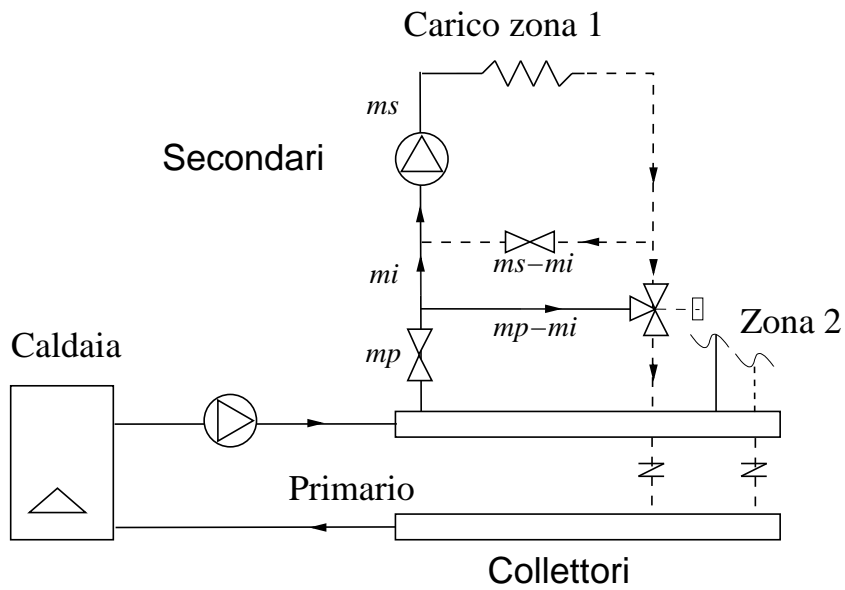 Carico zona 1
ms
Secondari
ms−mi
mi
mp−mi
Zona 2
Caldaia
mp
Primario
Collettori